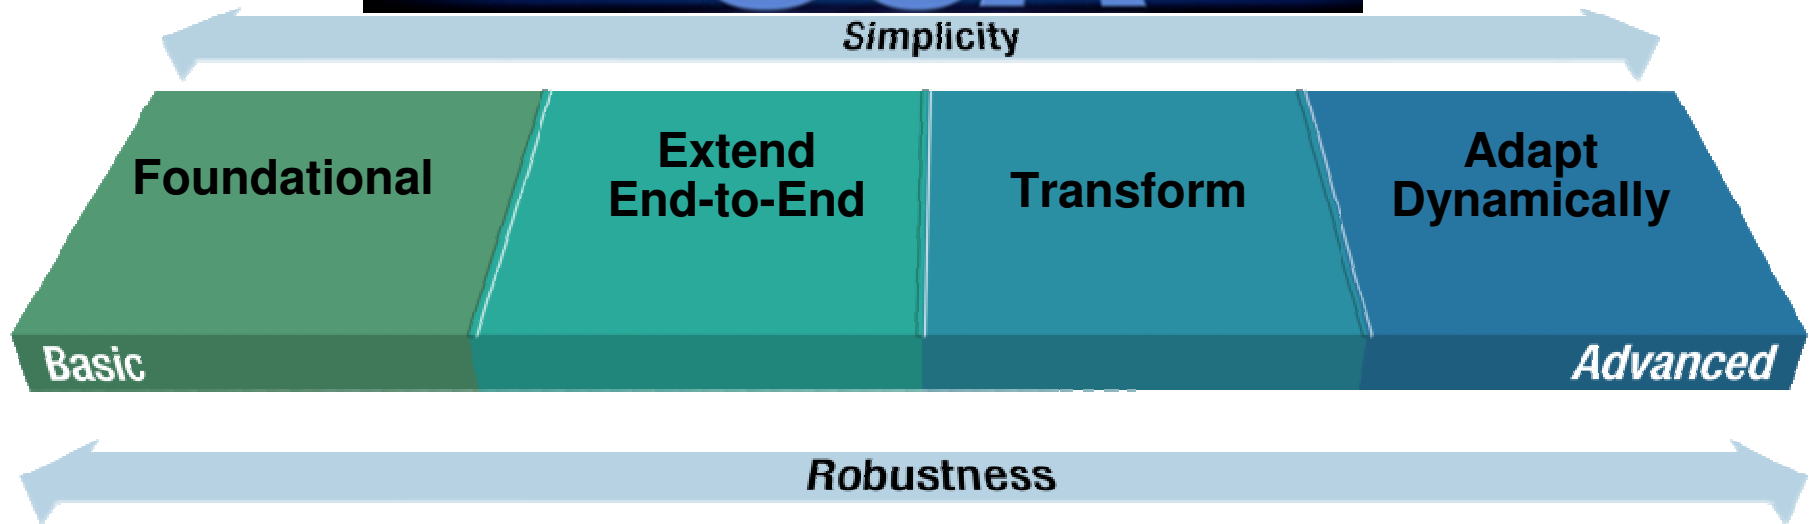 Simplicity
Foundational
Extend
End-to-End
Transform
Adapt
Dynamically
Basic
Advanced
Robustness